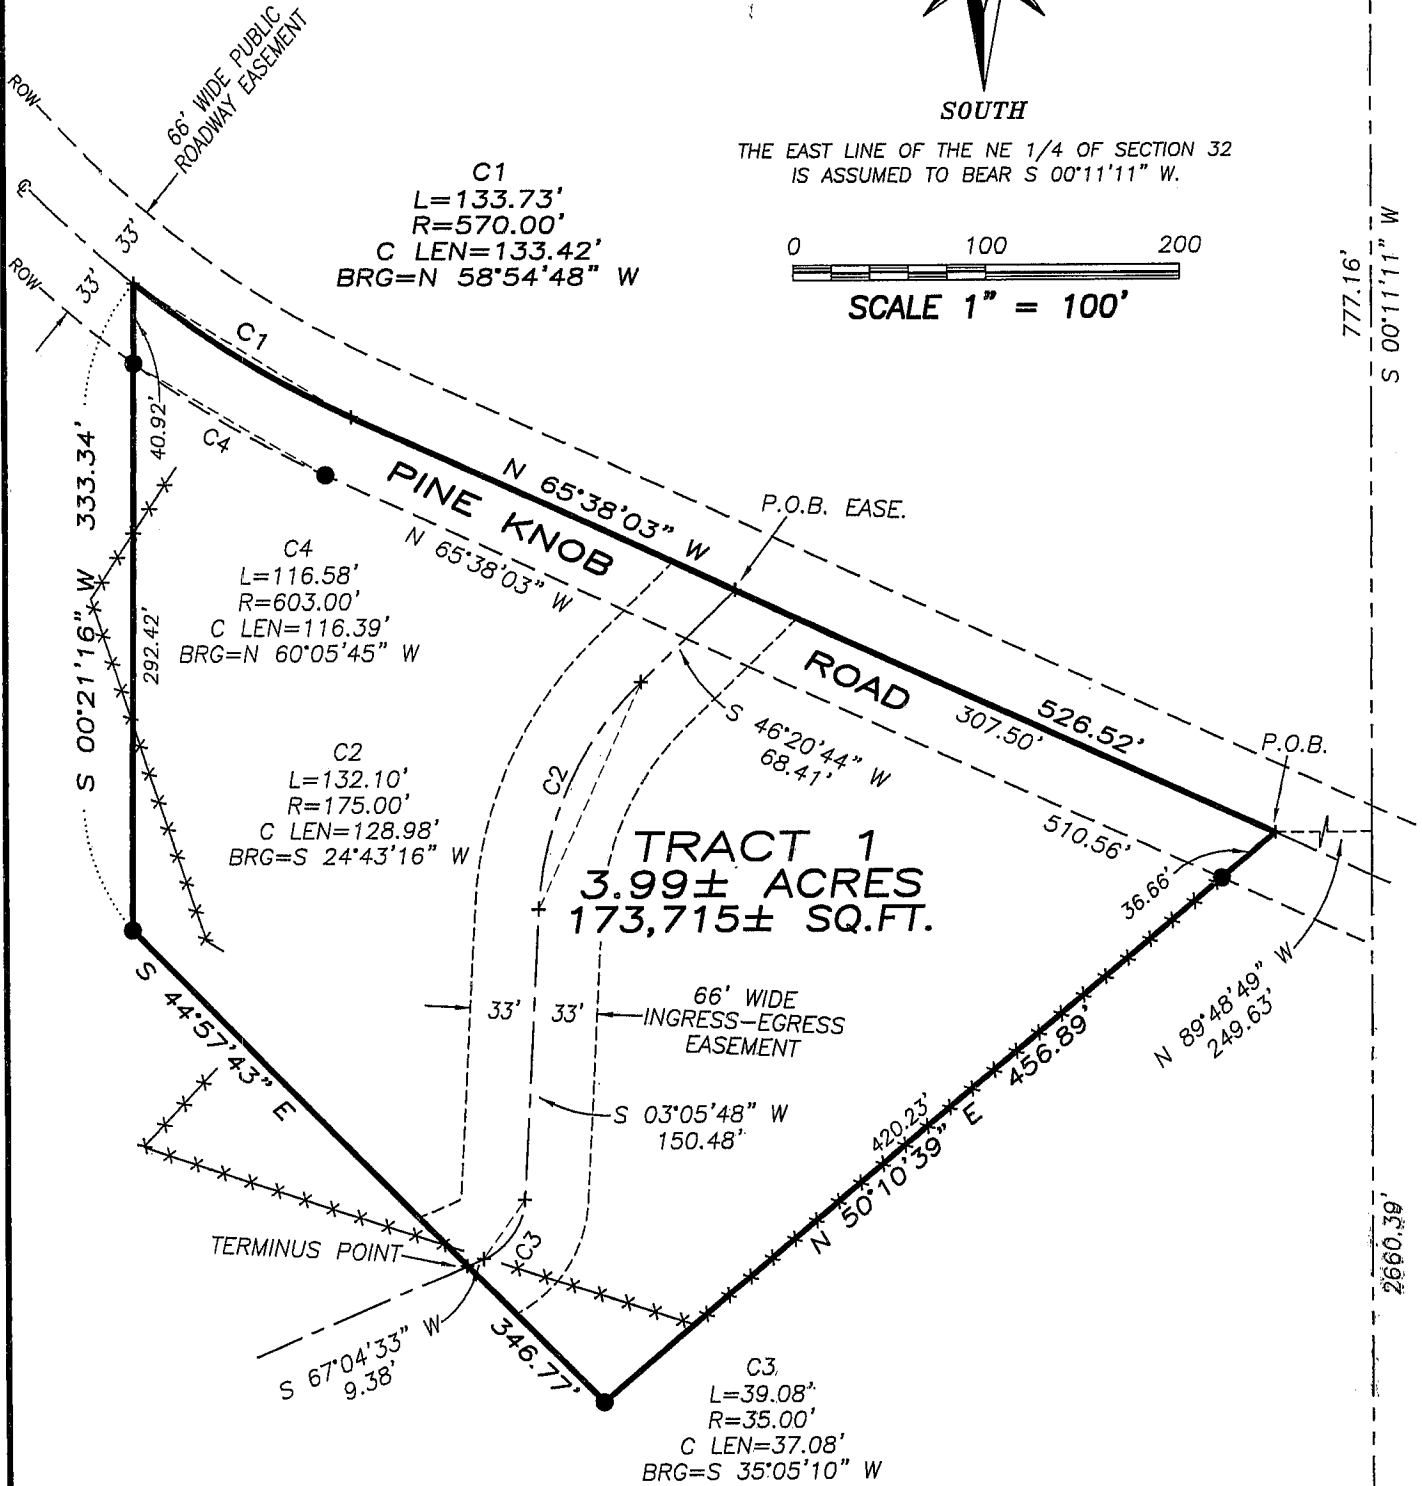 SOUTH
THE EAST LINE OF THE NE 1/4 OF SECTION 32
IS ASSUMED TO BEAR S 00°11'11" W.
66' WIDE PUBLIC
ROADWAY EASEMENT
ROW
℄
ROW
33'
33'
C1
L=133.73'
R=570.00'
C LEN=133.42'
BRG=N 58°54'48" W
0 100 200
SCALE 1" = 100'
777.16'
S 00°11'11" W
C1
C4
40.92'
S 00°21'16" W 333.34'
292.42'
N 65°38'03" W
PINE KNOB
N 65°38'03" W
P.O.B. EASE.
C4
L=116.58'
R=603.00'
C LEN=116.39'
BRG=N 60°05'45" W
ROAD
307.50'
526.52'
S 46°20'44" W
68.41'
P.O.B.
C2
L=132.10'
R=175.00'
C LEN=128.98'
BRG=S 24°43'16" W
C2
510.56'
36.66'
TRACT 1
3.99± ACRES
173,715± SQ.FT.
N 89°48'49" W
249.63'
33' 33'
66' WIDE
INGRESS-EGRESS
EASEMENT
S 44°57'43" E
S 03°05'48" W
150.48'
456.89'
420.23'
N 50°10'39" E
TERMINUS POINT
C3
2660.39'
S 67°04'33" W
9.38'
346.77'
C3
L=39.08'
R=35.00'
C LEN=37.08'
BRG=S 35°05'10" W